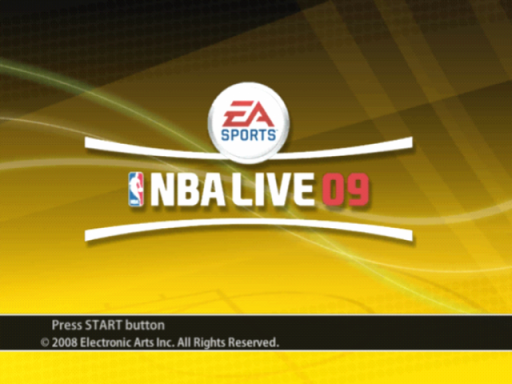 EA
SPORTS
NBA LIVE 09
Press START button
© 2008 Electronic Arts Inc. All Rights Reserved.